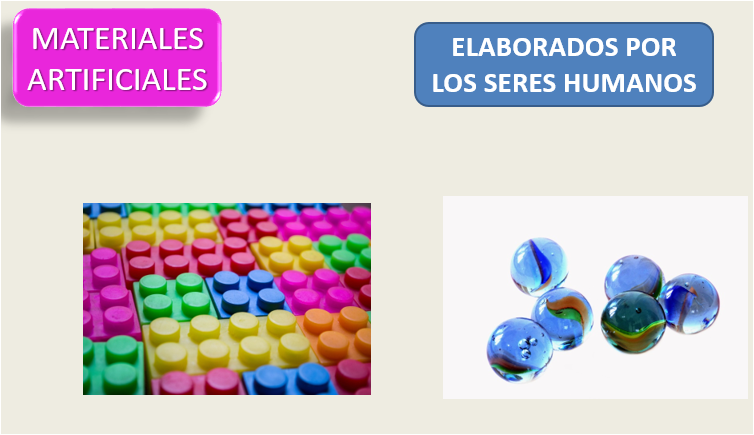 MATERIALES
ARTIFICIALES
ELABORADOS POR
LOS SERES HUMANOS